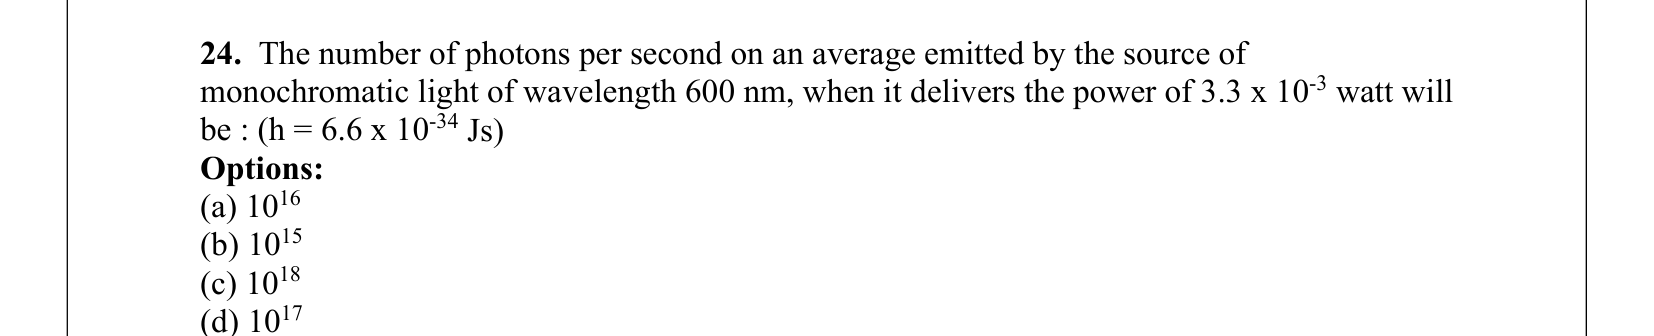 24. The number of photons per second on an average emitted by the source of
monochromatic light of wavelength 600 nm, when it delivers the power of 3.3 x 10⁻³ watt will
be : (h = 6.6 x 10⁻³⁴ Js)
Options:
(a) 10¹⁶
(b) 10¹⁵
(c) 10¹⁸
(d) 10¹⁷